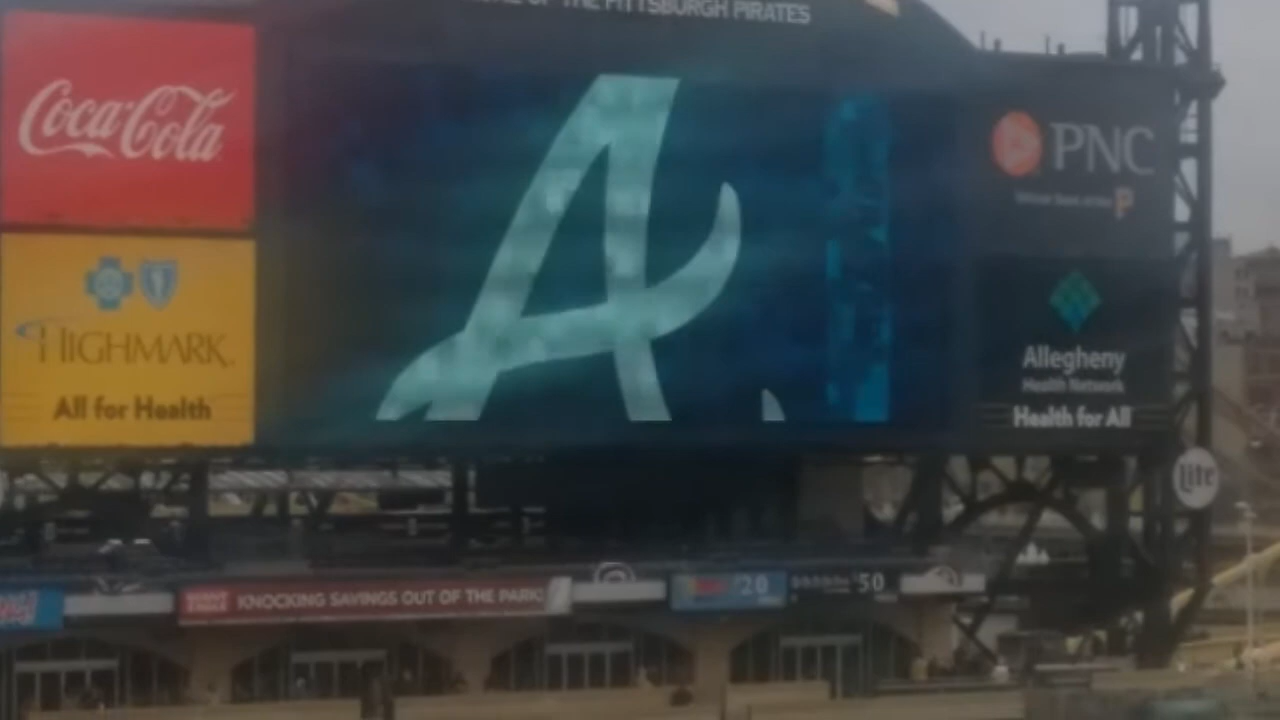 OF THE PITTSBURGH PIRATES
Coca-Cola
HIGHMARK
All for Health
A
PNC
P
Allegheny
Health Network
Health for All
Lite
KNOCKING SAVINGS OUT OF THE PARK
'20
50